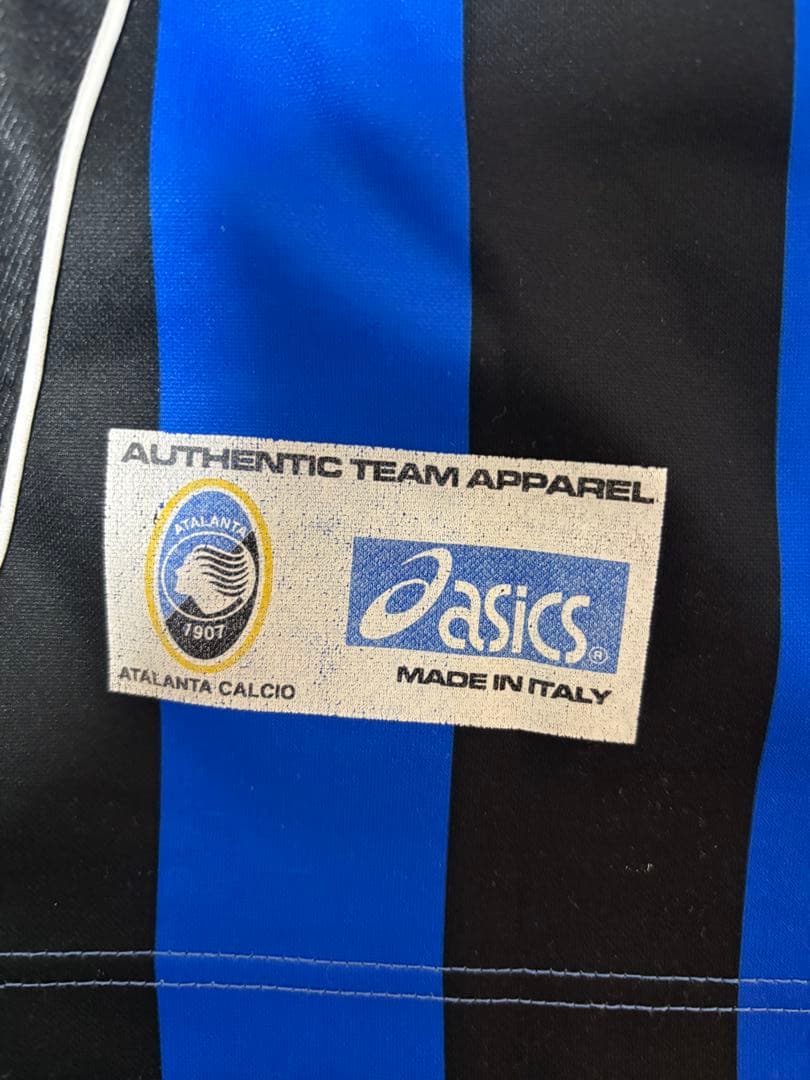 AUTHENTIC TEAM APPAREL
ATALANTA
1907
ATALANTA CALCIO
asics®
MADE IN ITALY